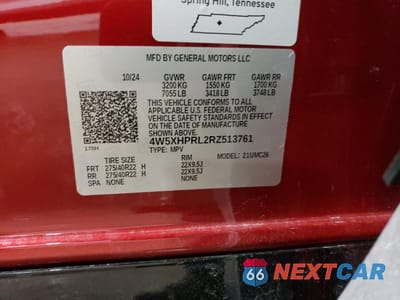 Spring Hill, Tennessee
MFD BY GENERAL MOTORS LLC
10/24 GVWR GAWR FRT GAWR RR
3200 KG 1550 KG 1700 KG
7055 LB 3418 LB 3748 LB
THIS VEHICLE CONFORMS TO ALL
APPLICABLE U.S. FEDERAL MOTOR
VEHICLE SAFETY STANDARDS IN
EFFECT ON THE DATE OF MANUFACTURE
SHOWN ABOVE.
4W5XHPRL2RZ513761
TYPE: MPV MODEL: Z1UMC26
170H
TIRE SIZE RIM
FRT 275/40R22 H 22X9.5J
RR 275/40R22 H 22X9.5J
SPA NONE NONE
66 NEXTCAR